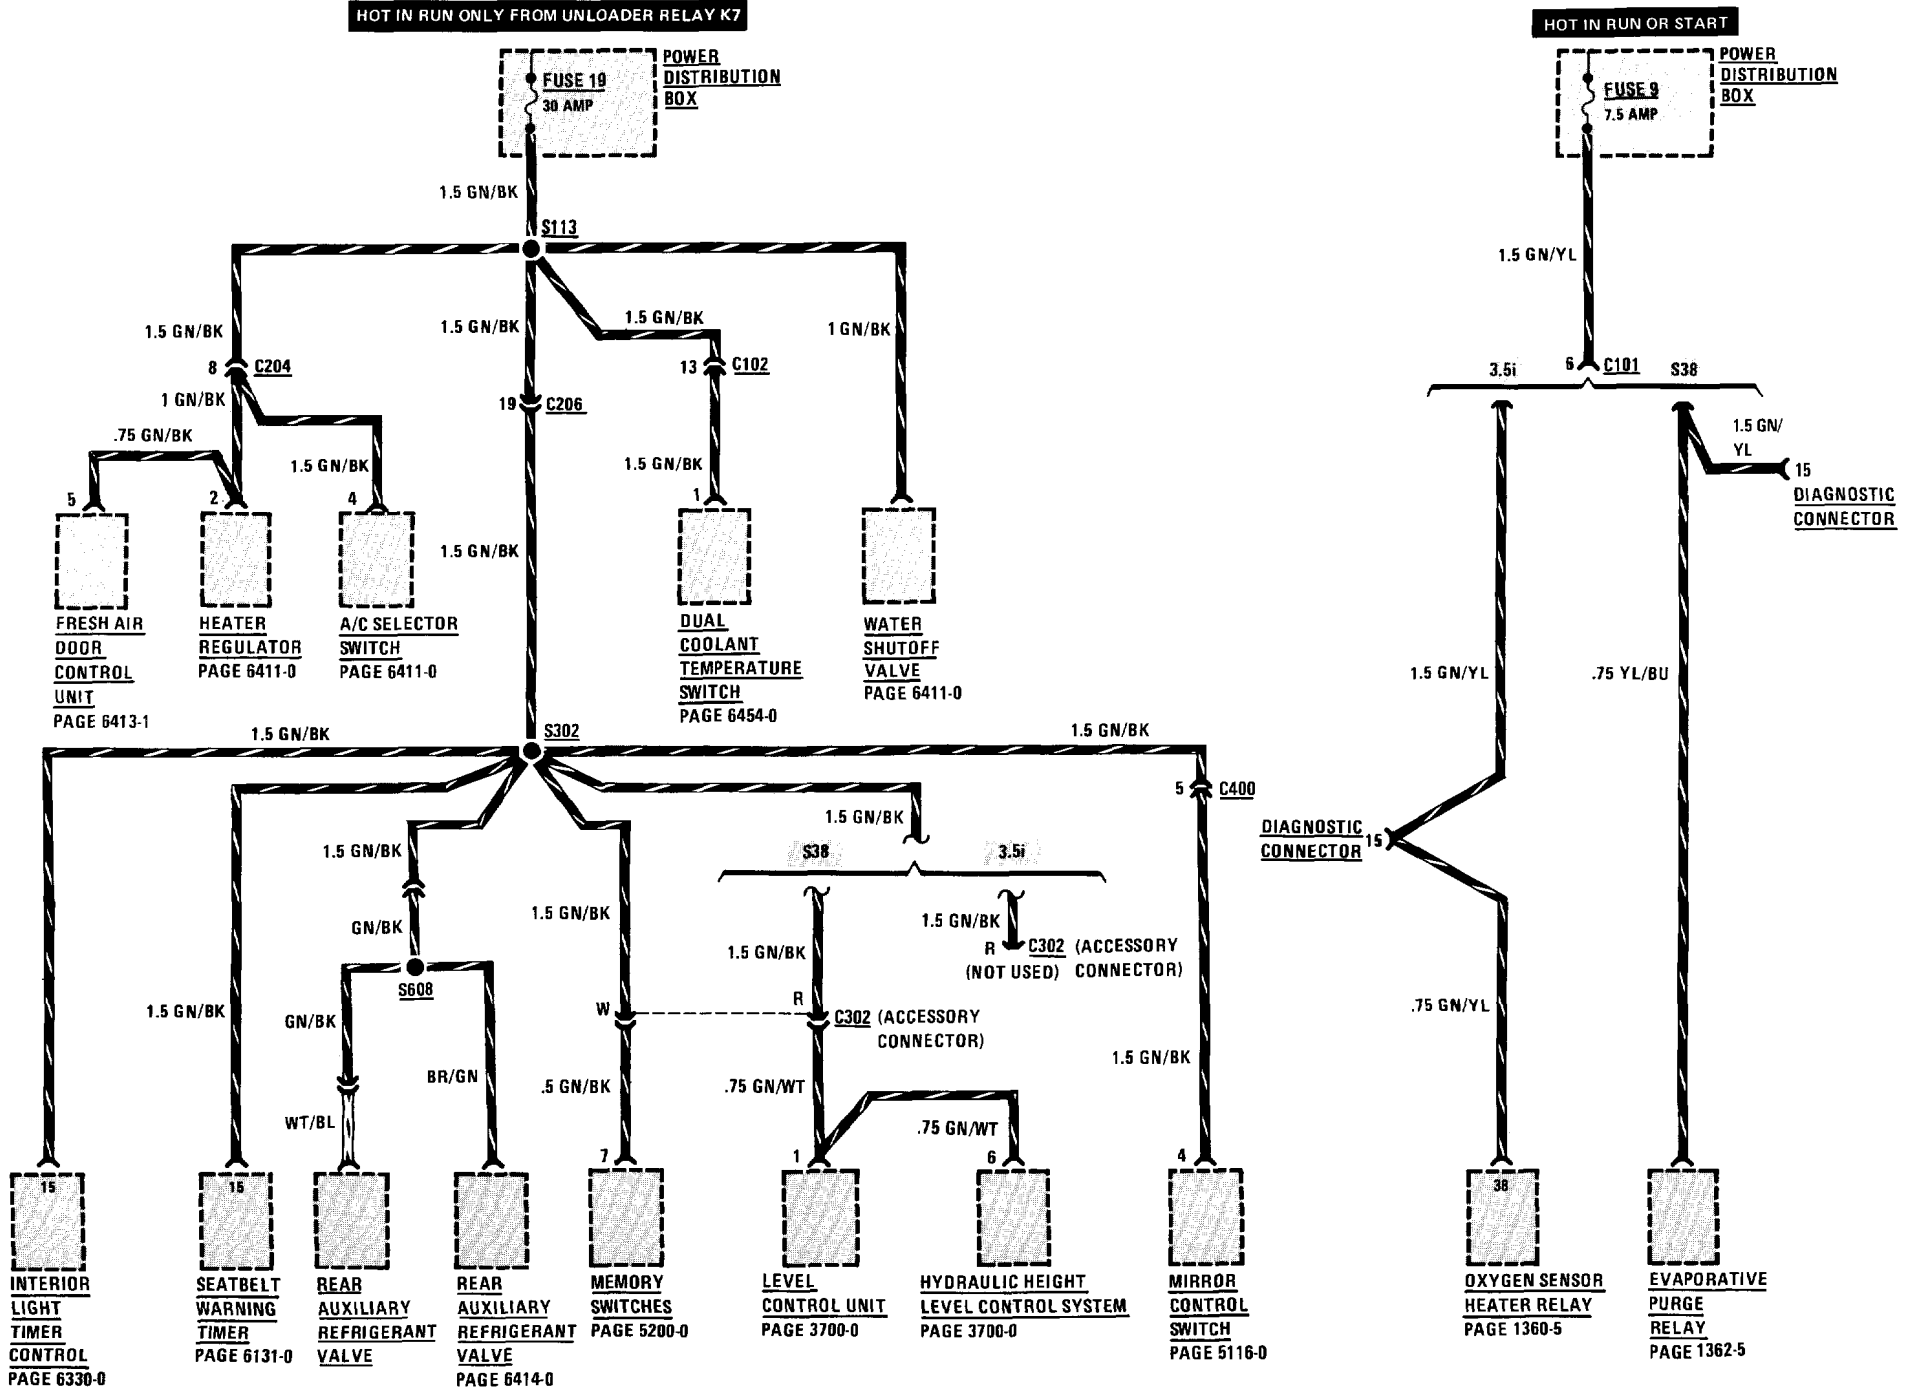 HOT IN RUN ONLY FROM UNLOADER RELAY K7
HOT IN RUN OR START
FUSE 19
30 AMP
POWER
DISTRIBUTION
BOX
FUSE 9
7.5 AMP
POWER
DISTRIBUTION
BOX
1.5 GN/BK
S113
1.5 GN/YL
1.5 GN/BK
1.5 GN/BK
1.5 GN/BK
1 GN/BK
8 C204
13 C102
3.5i
6 C101
S38
1 GN/BK
19 C206
.75 GN/BK
1.5 GN/BK
1.5 GN/BK
1.5 GN/
YL
15
DIAGNOSTIC
CONNECTOR
5
2
4
1
1.5 GN/BK
FRESH AIR
DOOR
CONTROL
UNIT
PAGE 6413-1
HEATER
REGULATOR
PAGE 6411-0
A/C SELECTOR
SWITCH
PAGE 6411-0
DUAL
COOLANT
TEMPERATURE
SWITCH
PAGE 6454-0
WATER
SHUTOFF
VALVE
PAGE 6411-0
1.5 GN/YL
.75 YL/BU
1.5 GN/BK
S302
1.5 GN/BK
5 C400
1.5 GN/BK
1.5 GN/BK
S38
3.5i
DIAGNOSTIC
CONNECTOR
15
GN/BK
1.5 GN/BK
1.5 GN/BK
1.5 GN/BK
R C302 (ACCESSORY
(NOT USED) CONNECTOR)
S608
1.5 GN/BK
GN/BK
W
R
C302 (ACCESSORY
CONNECTOR)
.75 GN/YL
1.5 GN/BK
BR/GN
.5 GN/BK
.75 GN/WT
WT/BL
.75 GN/WT
7
1
6
4
15
15
38
INTERIOR
LIGHT
TIMER
CONTROL
PAGE 6330-0
SEATBELT
WARNING
TIMER
PAGE 6131-0
REAR
AUXILIARY
REFRIGERANT
VALVE
REAR
AUXILIARY
REFRIGERANT
VALVE
PAGE 6414-0
MEMORY
SWITCHES
PAGE 5200-0
LEVEL
CONTROL UNIT
PAGE 3700-0
HYDRAULIC HEIGHT
LEVEL CONTROL SYSTEM
PAGE 3700-0
MIRROR
CONTROL
SWITCH
PAGE 5116-0
OXYGEN SENSOR
HEATER RELAY
PAGE 1360-5
EVAPORATIVE
PURGE
RELAY
PAGE 1362-5